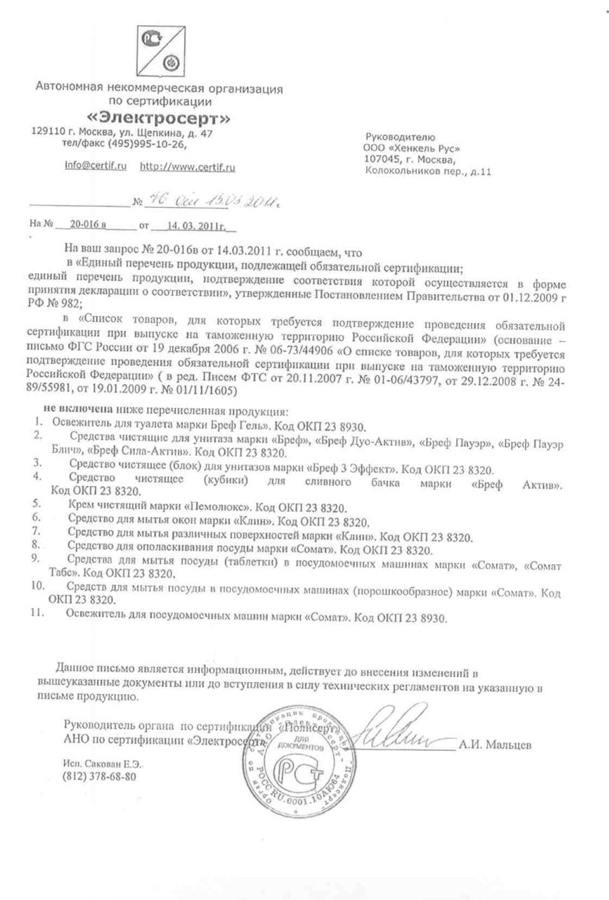 Автономная некоммерческая организация
по сертификации
«Электросерт»
129110 г. Москва, ул. Щепкина, д. 47
тел/факс (495)995-10-26,
info@certif.ru http://www.certif.ru
Руководителю
ООО «Хенкель Рус»
107045, г. Москва,
Колокольников пер., д.11
№ 70 от 15.03.2011г.
На № 20-016 в от 14. 03. 2011г.
На ваш запрос № 20-016в от 14.03.2011 г. сообщаем, что
в «Единый перечень продукции, подлежащей обязательной сертификации;
единый перечень продукции, подтверждение соответствия которой осуществляется в форме
принятия декларации о соответствии», утвержденные Постановлением Правительства от 01.12.2009 г
РФ № 982;
в «Список товаров, для которых требуется подтверждение проведения обязательной
сертификации при выпуске на таможенную территорию Российской Федерации» (основание –
письмо ФГС России от 19 декабря 2006 г. № 06-73/44906 «О списке товаров, для которых требуется
подтверждение проведения обязательной сертификации при выпуске на таможенную территорию
Российской Федерации» ( в ред. Писем ФТС от 20.11.2007 г. № 01-06/43797, от 29.12.2008 г. № 24-
89/55981, от 19.01.2009 г. № 01/11/1605)
не включена ниже перечисленная продукция:
1. Освежитель для туалета марки Бреф Гель». Код ОКП 23 8930.
2. Средства чистящие для унитаза марки «Бреф», «Бреф Дуо-Актив», «Бреф Пауэр», «Бреф Пауэр
Блич», «Бреф Сила-Актив». Код ОКП 23 8320.
3. Средство чистящее (блок) для унитазов марки «Бреф 3 Эффект». Код ОКП 23 8320.
4. Средство чистящее (кубики) для сливного бачка марки «Бреф Актив».
Код ОКП 23 8320.
5. Крем чистящий марки «Пемолюкс». Код ОКП 23 8320.
6. Средство для мытья окон марки «Клин». Код ОКП 23 8320.
7. Средство для мытья различных поверхностей марки «Клин». Код ОКП 23 8320.
8. Средство для ополаскивания посуды марки «Сомат». Код ОКП 23 8320.
9. Средства для мытья посуды (таблетки) в посудомоечных машинах марки «Сомат», «Сомат
Табс». Код ОКП 23 8320.
10. Средств для мытья посуды в посудомоечных машинах (порошкообразное) марки «Сомат». Код
ОКП 23 8320.
11. Освежитель для посудомоечных машин марки «Сомат». Код ОКП 23 8930.
Данное письмо является информационным, действует до внесения изменений в
вышеуказанные документы или до вступления в силу технических регламентов на указанную в
письме продукцию.
Руководитель органа по сертификации «Полисерт»
АНО по сертификации «Электросерт» А.И. Мальцев
ДЛЯ
ДОКУМЕНТОВ
РОСС RU.0001.10АЮ64
Исп. Сакован Е.Э.
(812) 378-68-80